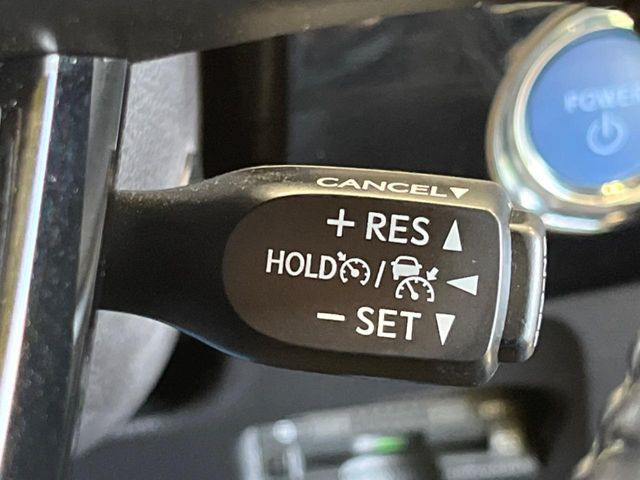 CANCEL▼
+ RES ▲
HOLD / ◀
− SET ▼
POWER